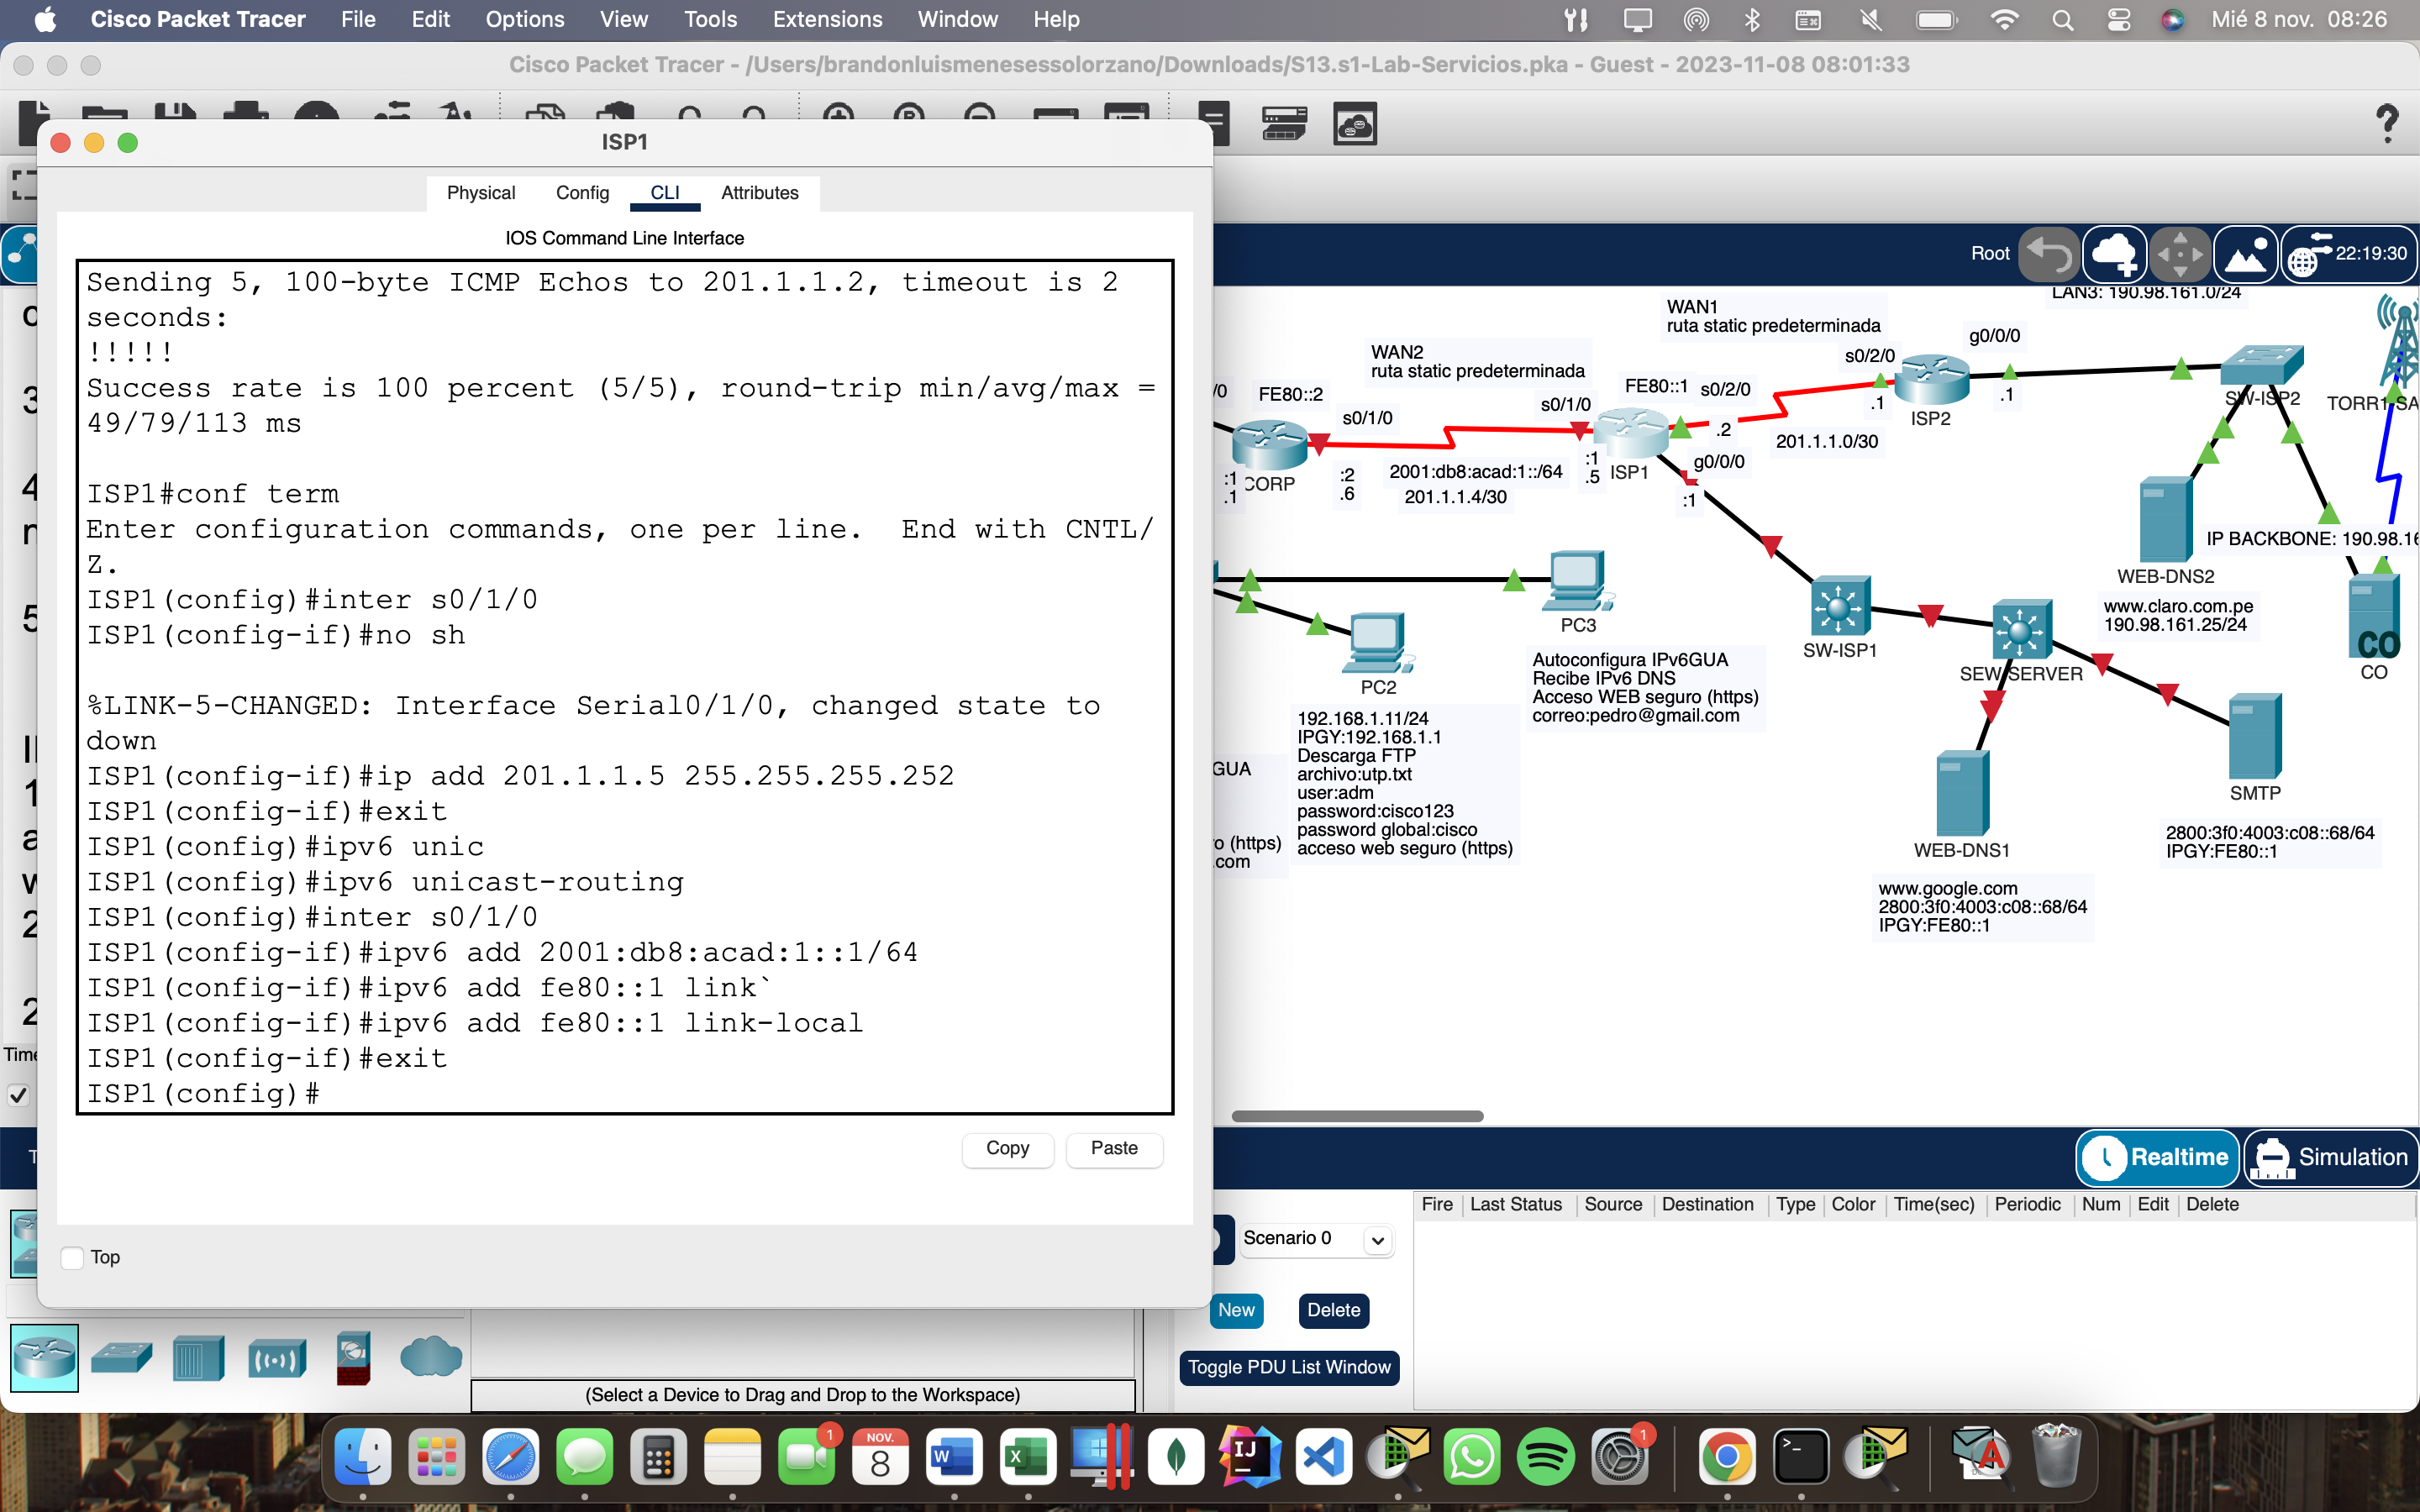 Cisco Packet Tracer File Edit Options View Tools Extensions Window Help Mié 8 nov. 08:26
Cisco Packet Tracer - /Users/brandonluismenesessolorzano/Downloads/S13.s1-Lab-Servicios.pka - Guest - 2023-11-08 08:01:33
ISP1
Physical Config CLI Attributes
IOS Command Line Interface
Sending 5, 100-byte ICMP Echos to 201.1.1.2, timeout is 2
seconds:
!!!!!
Success rate is 100 percent (5/5), round-trip min/avg/max =
49/79/113 ms
ISP1#conf term
Enter configuration commands, one per line.  End with CNTL/
Z.
ISP1(config)#inter s0/1/0
ISP1(config-if)#no sh
%LINK-5-CHANGED: Interface Serial0/1/0, changed state to
down
ISP1(config-if)#ip add 201.1.1.5 255.255.255.252
ISP1(config-if)#exit
ISP1(config)#ipv6 unic
ISP1(config)#ipv6 unicast-routing
ISP1(config)#inter s0/1/0
ISP1(config-if)#ipv6 add 2001:db8:acad:1::1/64
ISP1(config-if)#ipv6 add fe80::1 link`
ISP1(config-if)#ipv6 add fe80::1 link-local
ISP1(config-if)#exit
ISP1(config)#
Copy Paste
Top
Root
22:19:30
LAN3: 190.98.161.0/24
WAN1
ruta static predeterminada
WAN2
ruta static predeterminada
g0/0/0
s0/2/0
.1
ISP2
.1
SW-ISP2
TORR1
/0
FE80::2
s0/1/0
CORP
:1
.1
:2
.6
2001:db8:acad:1::/64
201.1.1.4/30
s0/1/0
FE80::1
s0/2/0
:1
.5
ISP1
.2
201.1.1.0/30
g0/0/0
:1
WEB-DNS2
www.claro.com.pe
190.98.161.25/24
IP BACKBONE: 190.98.16
CO
CO
PC3
Autoconfigura IPv6GUA
Recibe IPv6 DNS
Acceso WEB seguro (https)
correo:pedro@gmail.com
PC2
192.168.1.11/24
IPGY:192.168.1.1
Descarga FTP
archivo:utp.txt
user:adm
password:cisco123
password global:cisco
acceso web seguro (https)
GUA
o (https)
.com
SW-ISP1
SEW SERVER
SMTP
2800:3f0:4003:c08::68/64
IPGY:FE80::1
WEB-DNS1
www.google.com
2800:3f0:4003:c08::68/64
IPGY:FE80::1
Time
Realtime Simulation
Fire Last Status Source Destination Type Color Time(sec) Periodic Num Edit Delete
Scenario 0
New Delete
Toggle PDU List Window
(Select a Device to Drag and Drop to the Workspace)
1
NOV.
8
W
X
IJ
1